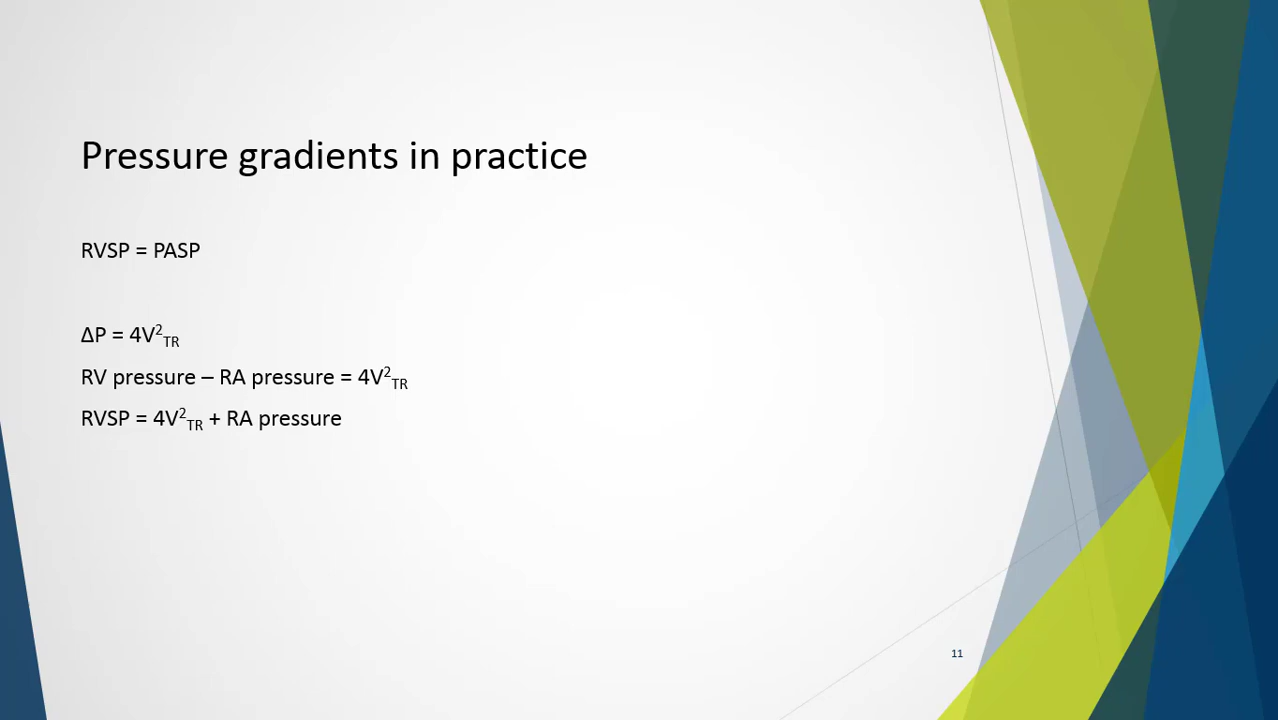 Pressure gradients in practice
RVSP = PASP
ΔP = 4V²TR
RV pressure – RA pressure = 4V²TR
RVSP = 4V²TR + RA pressure
11